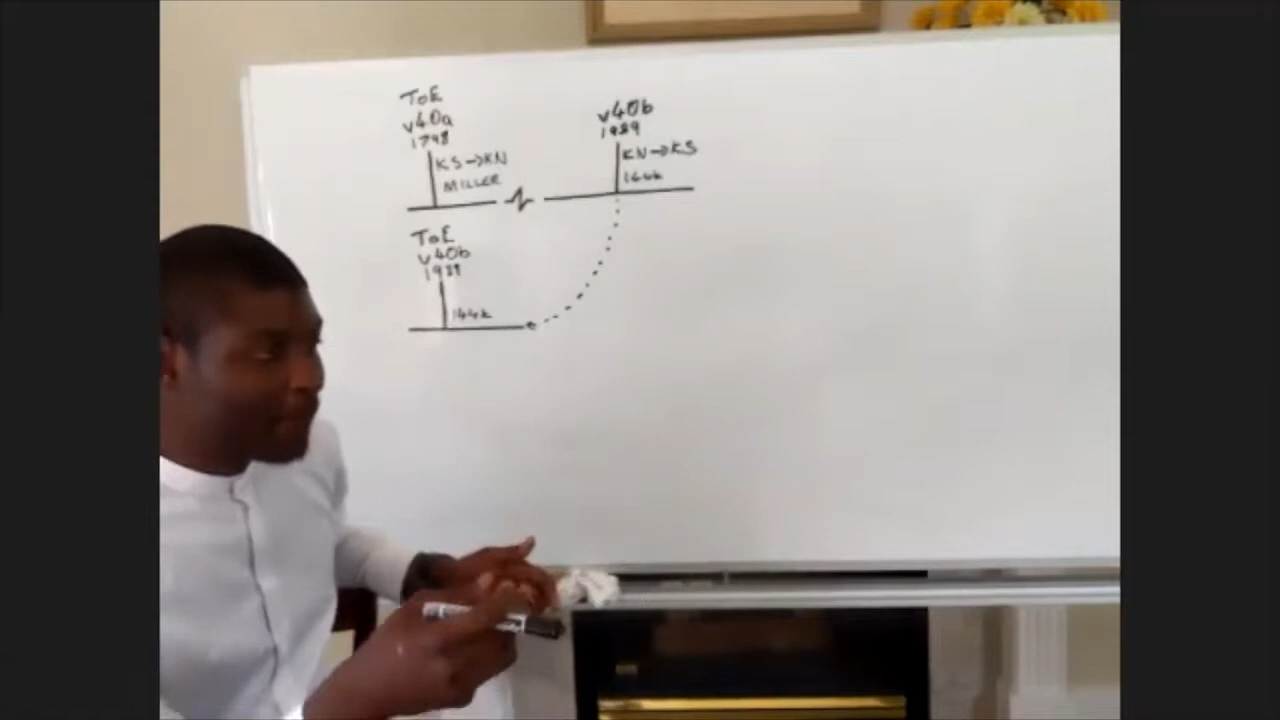 ToE
v40a
1798
KS→KN
MILLER
v40b
1989
KN→KS
144k
ToE
v40b
1989
144k